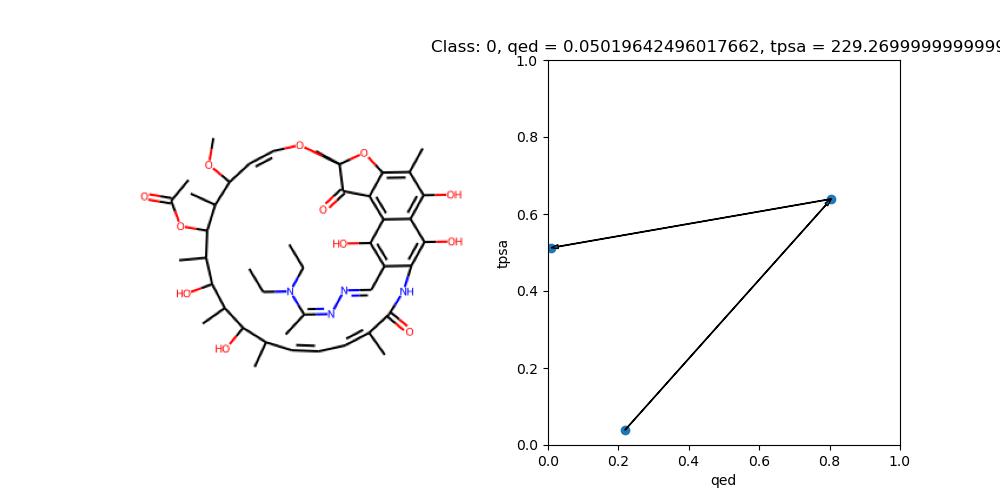 Class: 0, qed = 0.05019642496017662, tpsa = 229.2699999999999
1.0
0.8
0.6
0.4
0.2
0.0
0.0 0.2 0.4 0.6 0.8 1.0
tpsa
qed
O
O
O
O
O
O
OH
HO
OH
N
N
N
NH
HO
O
HO